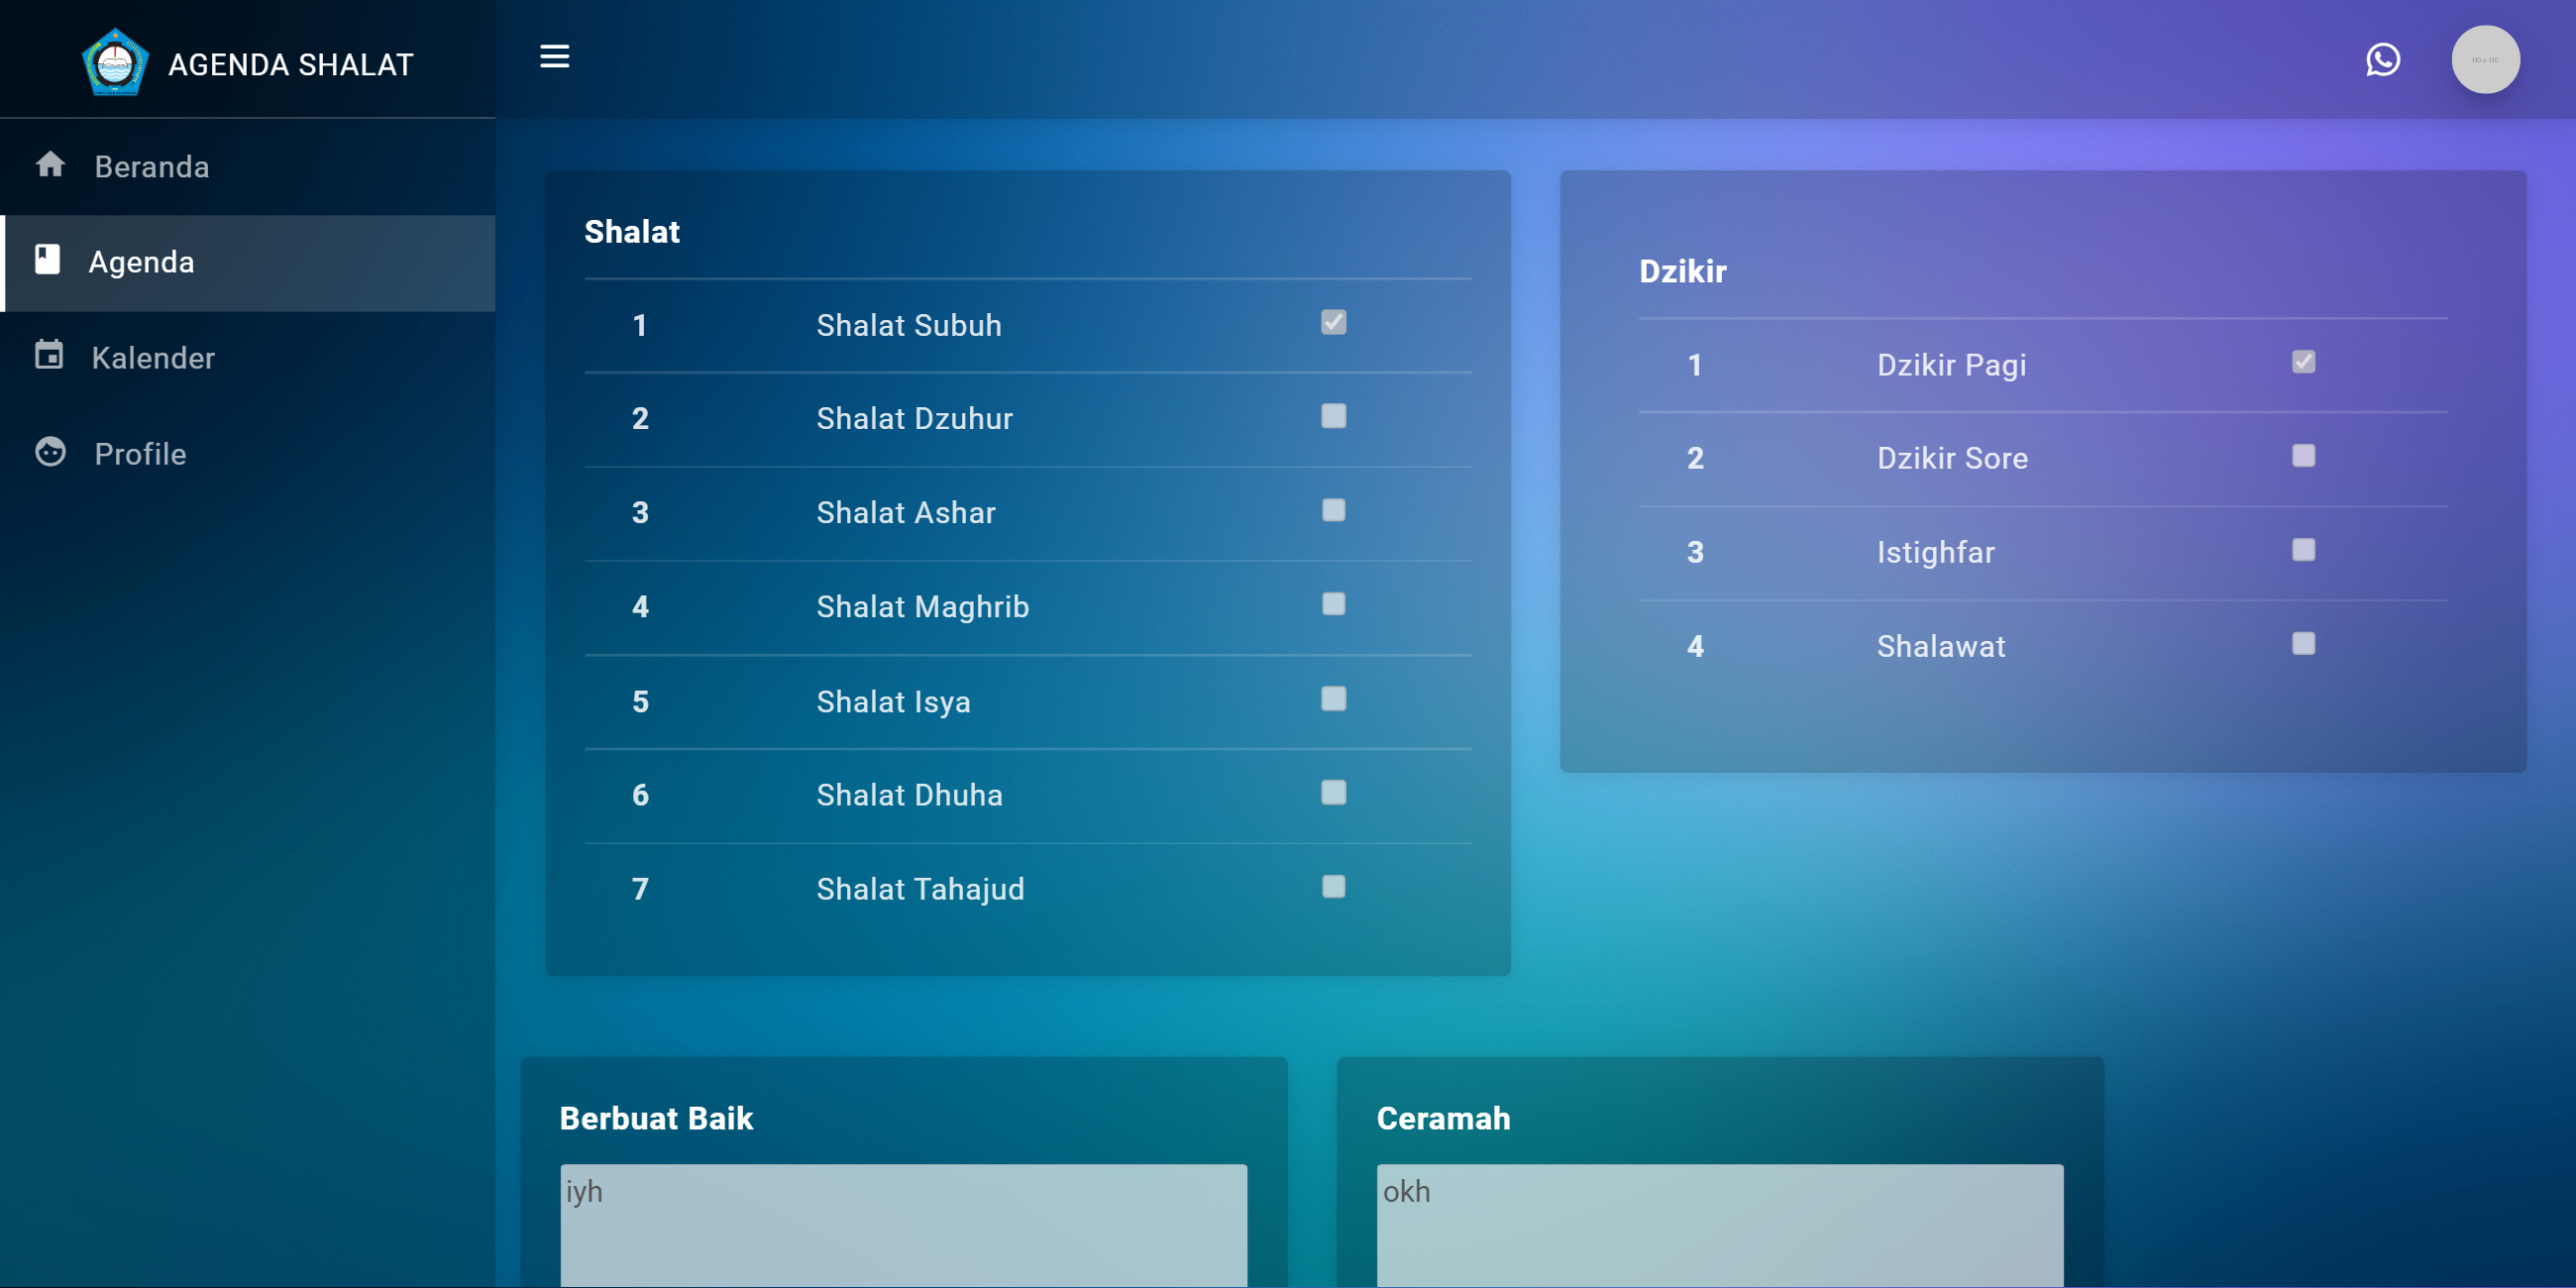 AGENDA SHALAT
Beranda
Agenda
Kalender
Profile
Shalat
1 Shalat Subuh
2 Shalat Dzuhur
3 Shalat Ashar
4 Shalat Maghrib
5 Shalat Isya
6 Shalat Dhuha
7 Shalat Tahajud
Dzikir
1 Dzikir Pagi
2 Dzikir Sore
3 Istighfar
4 Shalawat
Berbuat Baik
iyh
Ceramah
okh